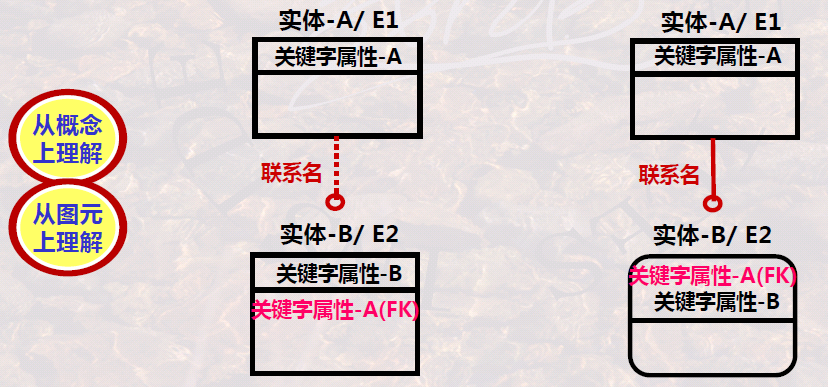 从概念
上理解
从图元
上理解
实体-A/ E1
关键字属性-A
联系名
实体-B/ E2
关键字属性-B
关键字属性-A(FK)
实体-A/ E1
关键字属性-A
联系名
实体-B/ E2
关键字属性-A(FK)
关键字属性-B